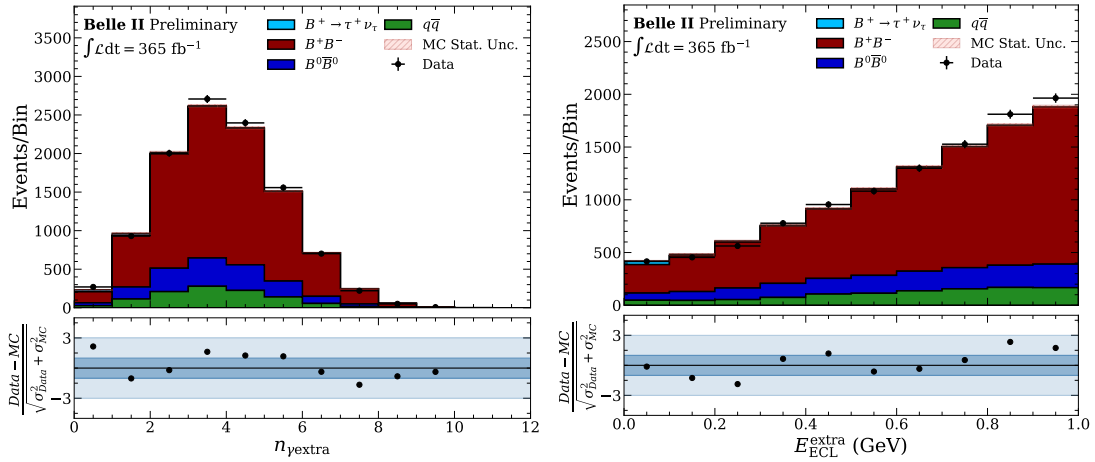 Belle II Preliminary
∫ℒdt = 365 fb⁻¹
B⁺ → τ⁺ν_τ
B⁺B⁻
B⁰B̅⁰
qq̅
MC Stat. Unc.
Data
Events/Bin
3500
3000
2500
2000
1500
1000
500
0
Data − MC / √σ²_Data + σ²_MC
3
−3
0 2 4 6 8 10 12
n_γextra
Belle II Preliminary
∫ℒdt = 365 fb⁻¹
B⁺ → τ⁺ν_τ
B⁺B⁻
B⁰B̅⁰
qq̅
MC Stat. Unc.
Data
Events/Bin
2500
2000
1500
1000
500
0
Data − MC / √σ²_Data + σ²_MC
3
−3
0.0 0.2 0.4 0.6 0.8 1.0
E^extra_ECL (GeV)